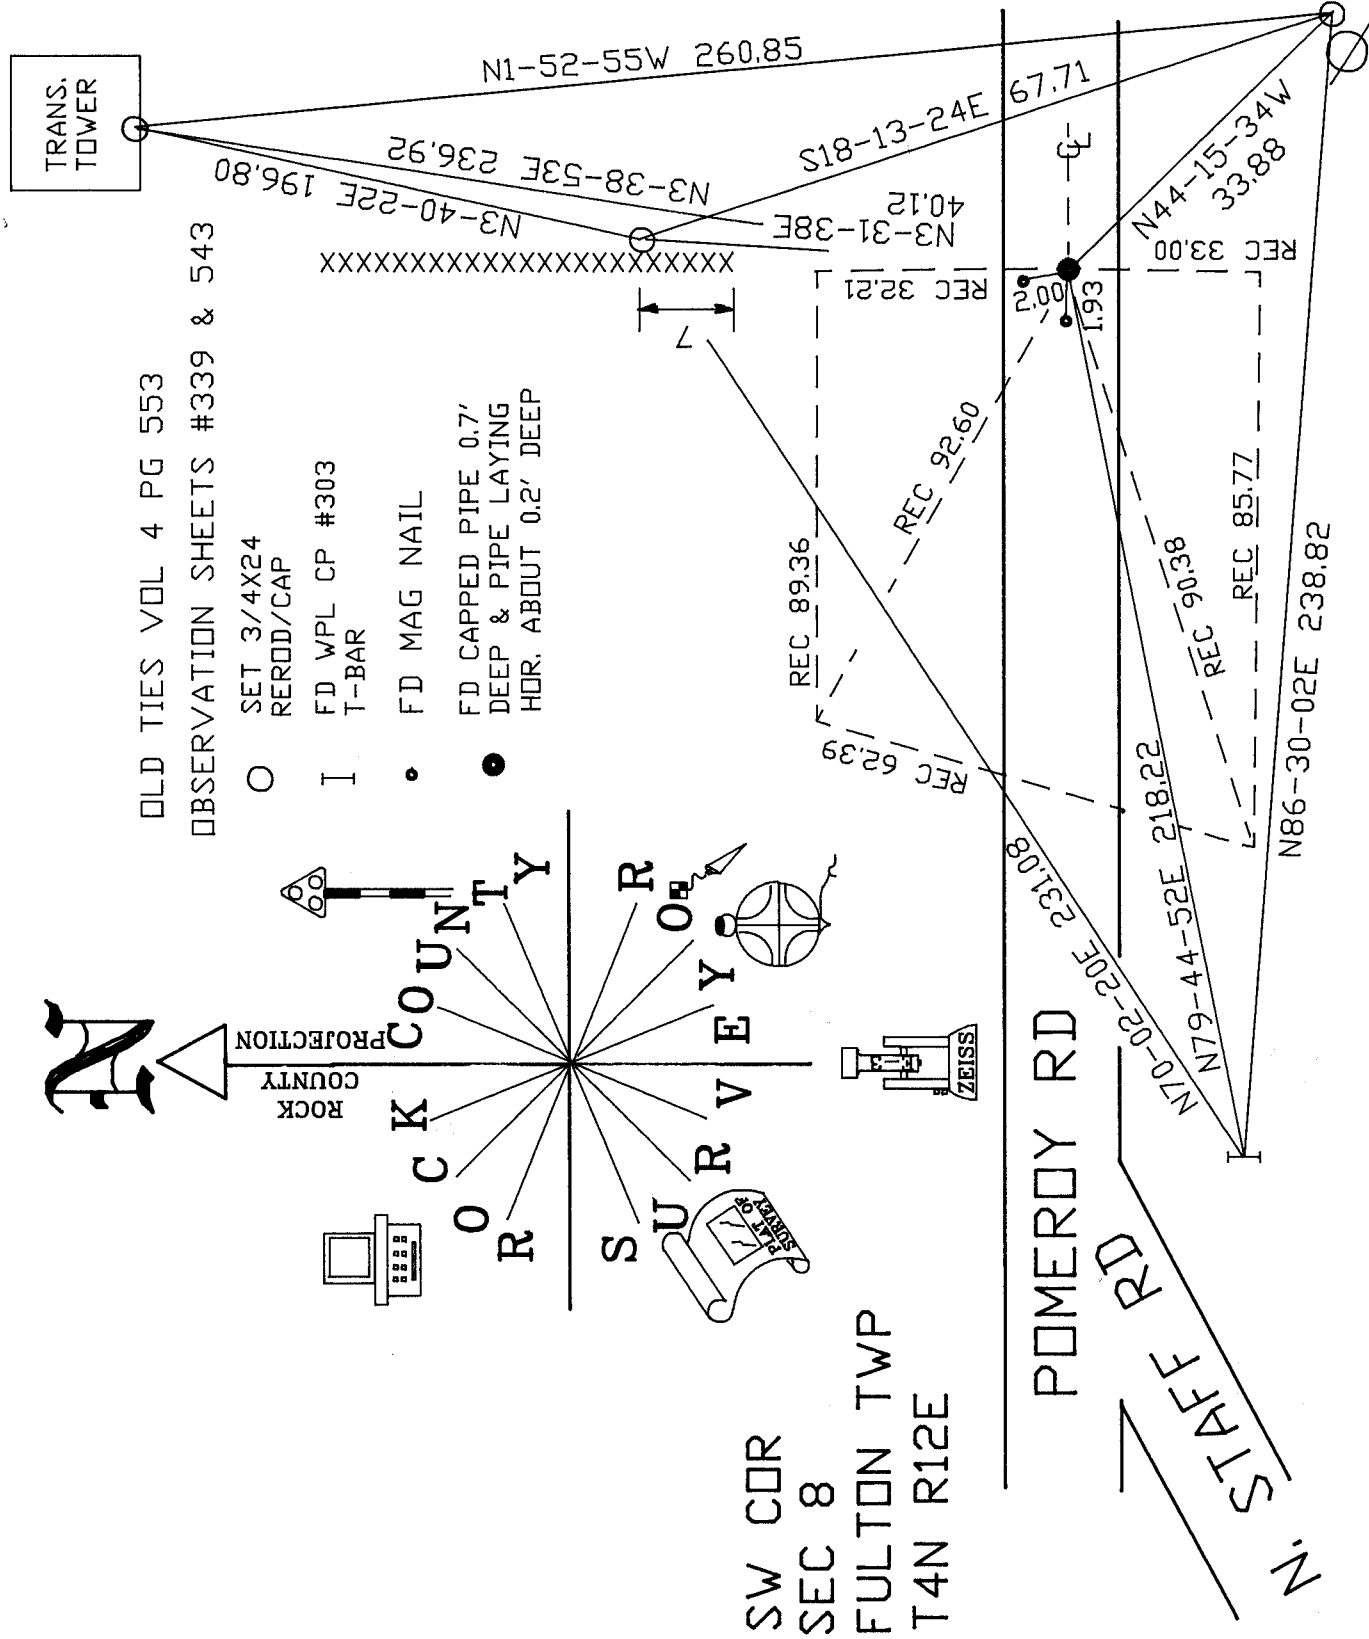 OLD TIES VOL 4 PG 553
OBSERVATION SHEETS #339 & 543
SET 3/4X24
REROD/CAP
FD WPL CP #303
T-BAR
FD MAG NAIL
FD CAPPED PIPE 0.7'
DEEP & PIPE LAYING
HOR. ABOUT 0.2' DEEP
TRANS.
TOWER
N1-52-55W 260.85
N3-38-53E 236.92
N3-40-22E 196.80
S18-13-24E 67.71
N3-31-38E
40.12
XXXXXXXXXXXXXXXXXXXXXXX
7
N
ROCK
COUNTY
PROJECTION
ROCK COUNTY
SURVEYOR
PLAT OF
SURVEY
ZEISS
SW COR
SEC 8
FULTON TWP
T4N R12E
REC 89.36
REC 32.21
REC 92.60
REC 62.39
2.00
1.93
CL
N44-15-34W
33.88
REC 33.00
REC 85.77
REC 90.38
N70-02-20E 231.08
N79-44-52E 218.22
N86-30-02E 238.82
POMEROY RD
N. STAFF RD